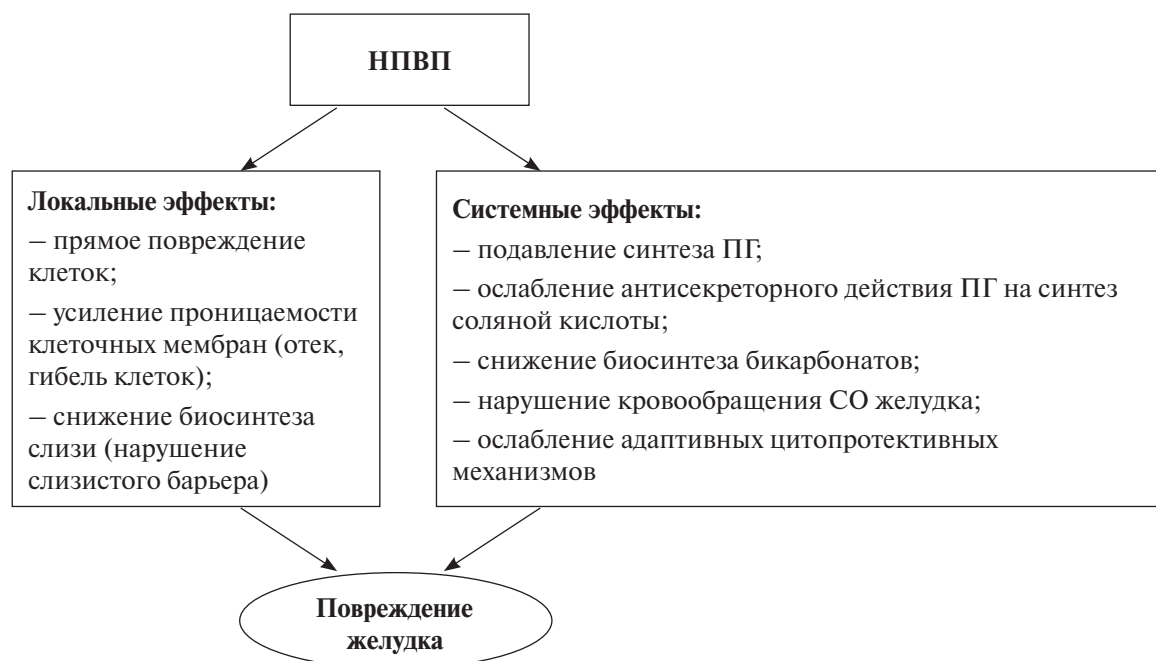 НПВП
Локальные эффекты:
– прямое повреждение
клеток;
– усиление проницаемости
клеточных мембран (отек,
гибель клеток);
– снижение биосинтеза
слизи (нарушение
слизистого барьера)
Системные эффекты:
– подавление синтеза ПГ;
– ослабление антисекреторного действия ПГ на синтез
соляной кислоты;
– снижение биосинтеза бикарбонатов;
– нарушение кровообращения СО желудка;
– ослабление адаптивных цитопротективных
механизмов
Повреждение
желудка